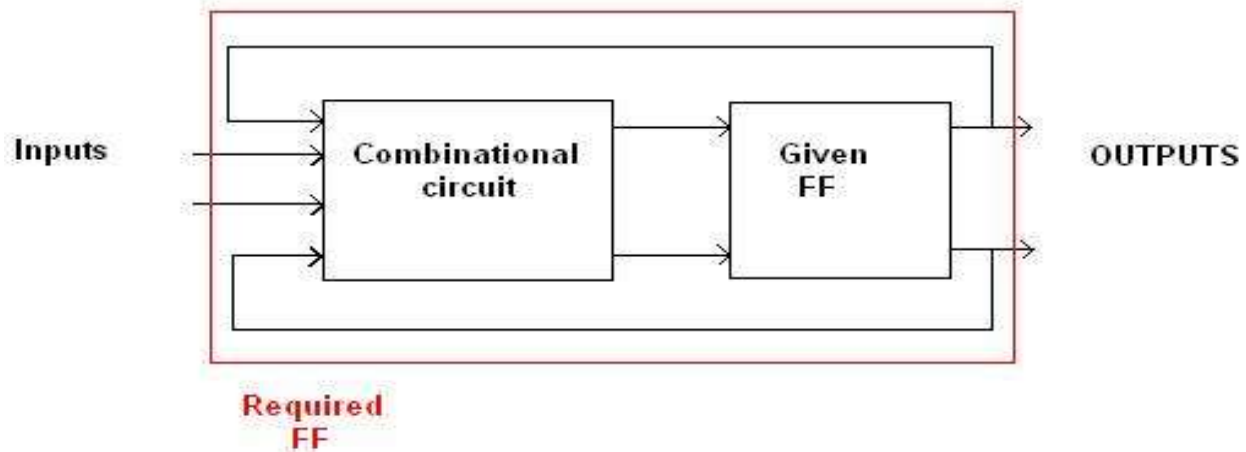 Inputs
Combinational
circuit
Given
FF
OUTPUTS
Required
FF